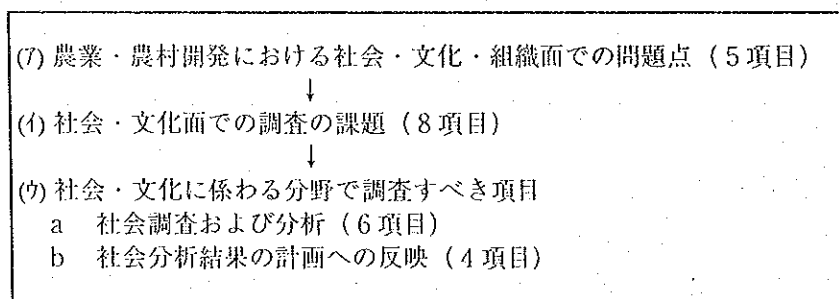 (ア) 農業・農村開発における社会・文化・組織面での問題点（5項目）
↓
(イ) 社会・文化面での調査の課題（8項目）
↓
(ウ) 社会・文化に係わる分野で調査すべき項目
a 社会調査および分析（6項目）
b 社会分析結果の計画への反映（4項目）